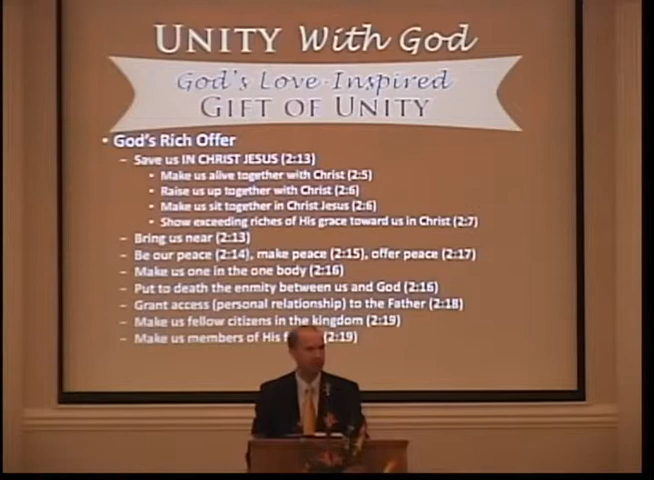 UNITY With God
God's Love-Inspired
GIFT OF UNITY
• God's Rich Offer
– Save us IN CHRIST JESUS (2:13)
• Make us alive together with Christ (2:5)
• Raise us up together with Christ (2:6)
• Make us sit together in Christ Jesus (2:6)
• Show exceeding riches of His grace toward us in Christ (2:7)
– Bring us near (2:13)
– Be our peace (2:14), make peace (2:15), offer peace (2:17)
– Make us one in the one body (2:16)
– Put to death the enmity between us and God (2:16)
– Grant access (personal relationship) to the Father (2:18)
– Make us fellow citizens in the kingdom (2:19)
– Make us members of His (2:19)